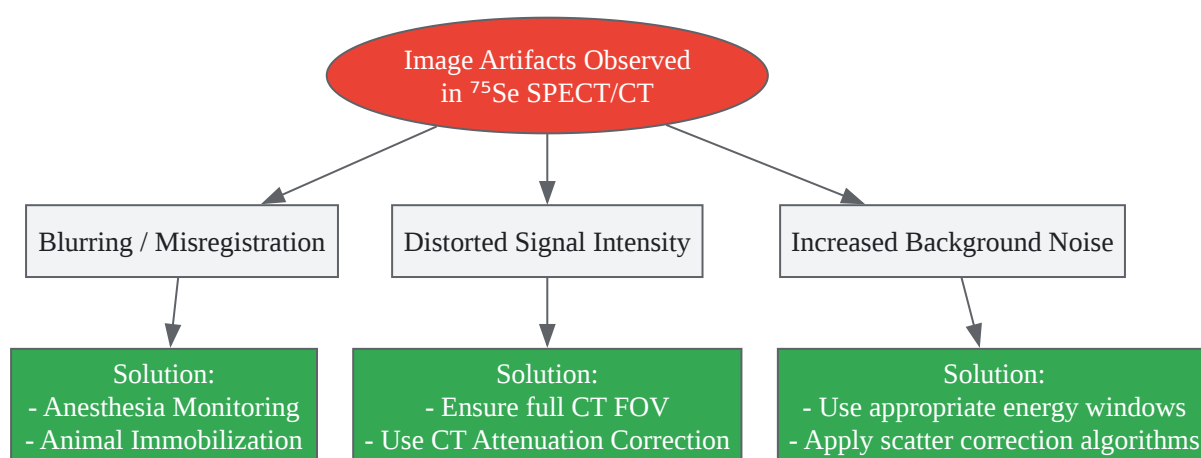 Image Artifacts Observed
in ⁷⁵Se SPECT/CT
Blurring / Misregistration
Distorted Signal Intensity
Increased Background Noise
Solution:
- Anesthesia Monitoring
- Animal Immobilization
Solution:
- Ensure full CT FOV
- Use CT Attenuation Correction
Solution:
- Use appropriate energy windows
- Apply scatter correction algorithms